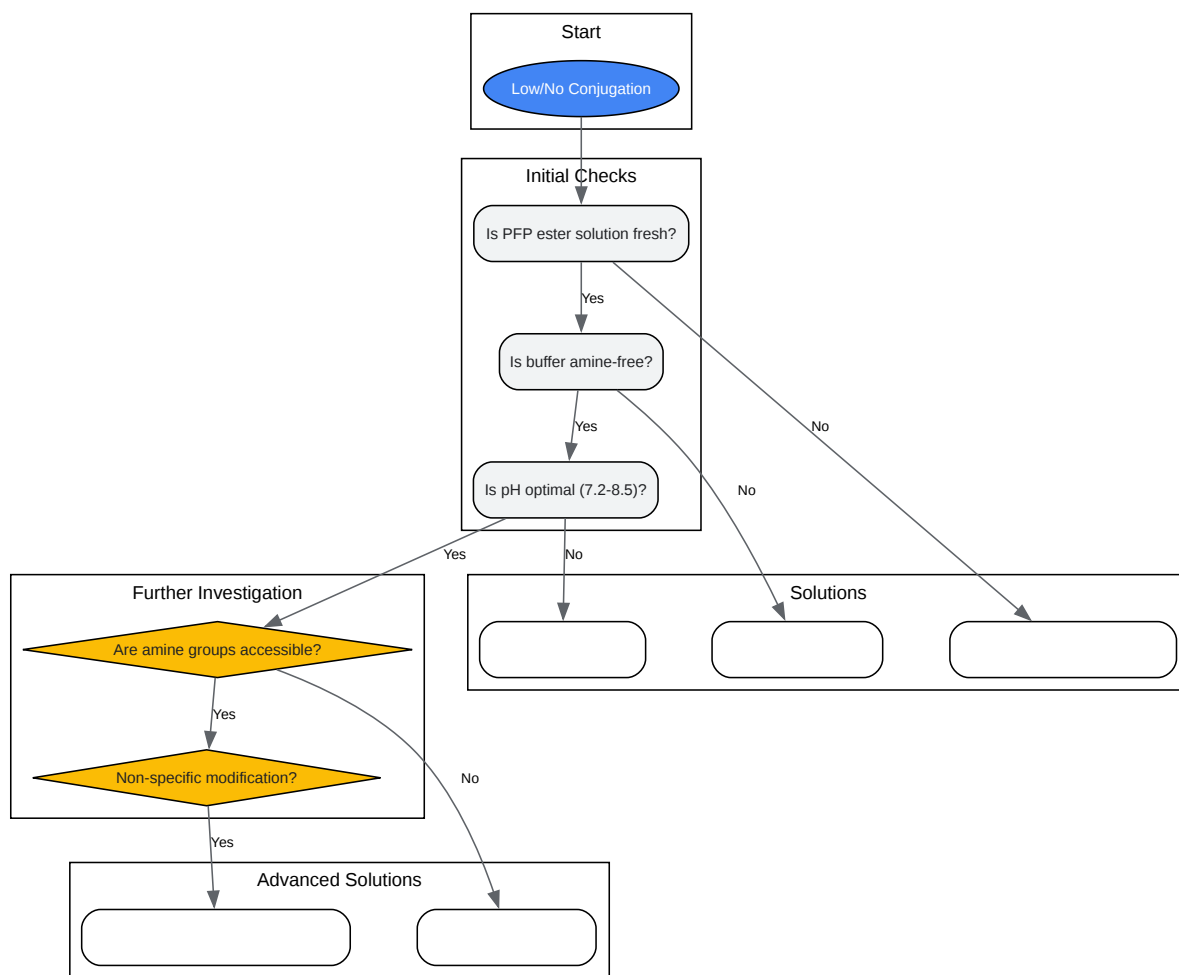 Start
Low/No Conjugation
Initial Checks
Is PFP ester solution fresh?
Yes
Is buffer amine-free?
No
Yes
Is pH optimal (7.2-8.5)?
No
Yes
No
Further Investigation
Solutions
Are amine groups accessible?
Yes
Non-specific modification?
No
Yes
Advanced Solutions